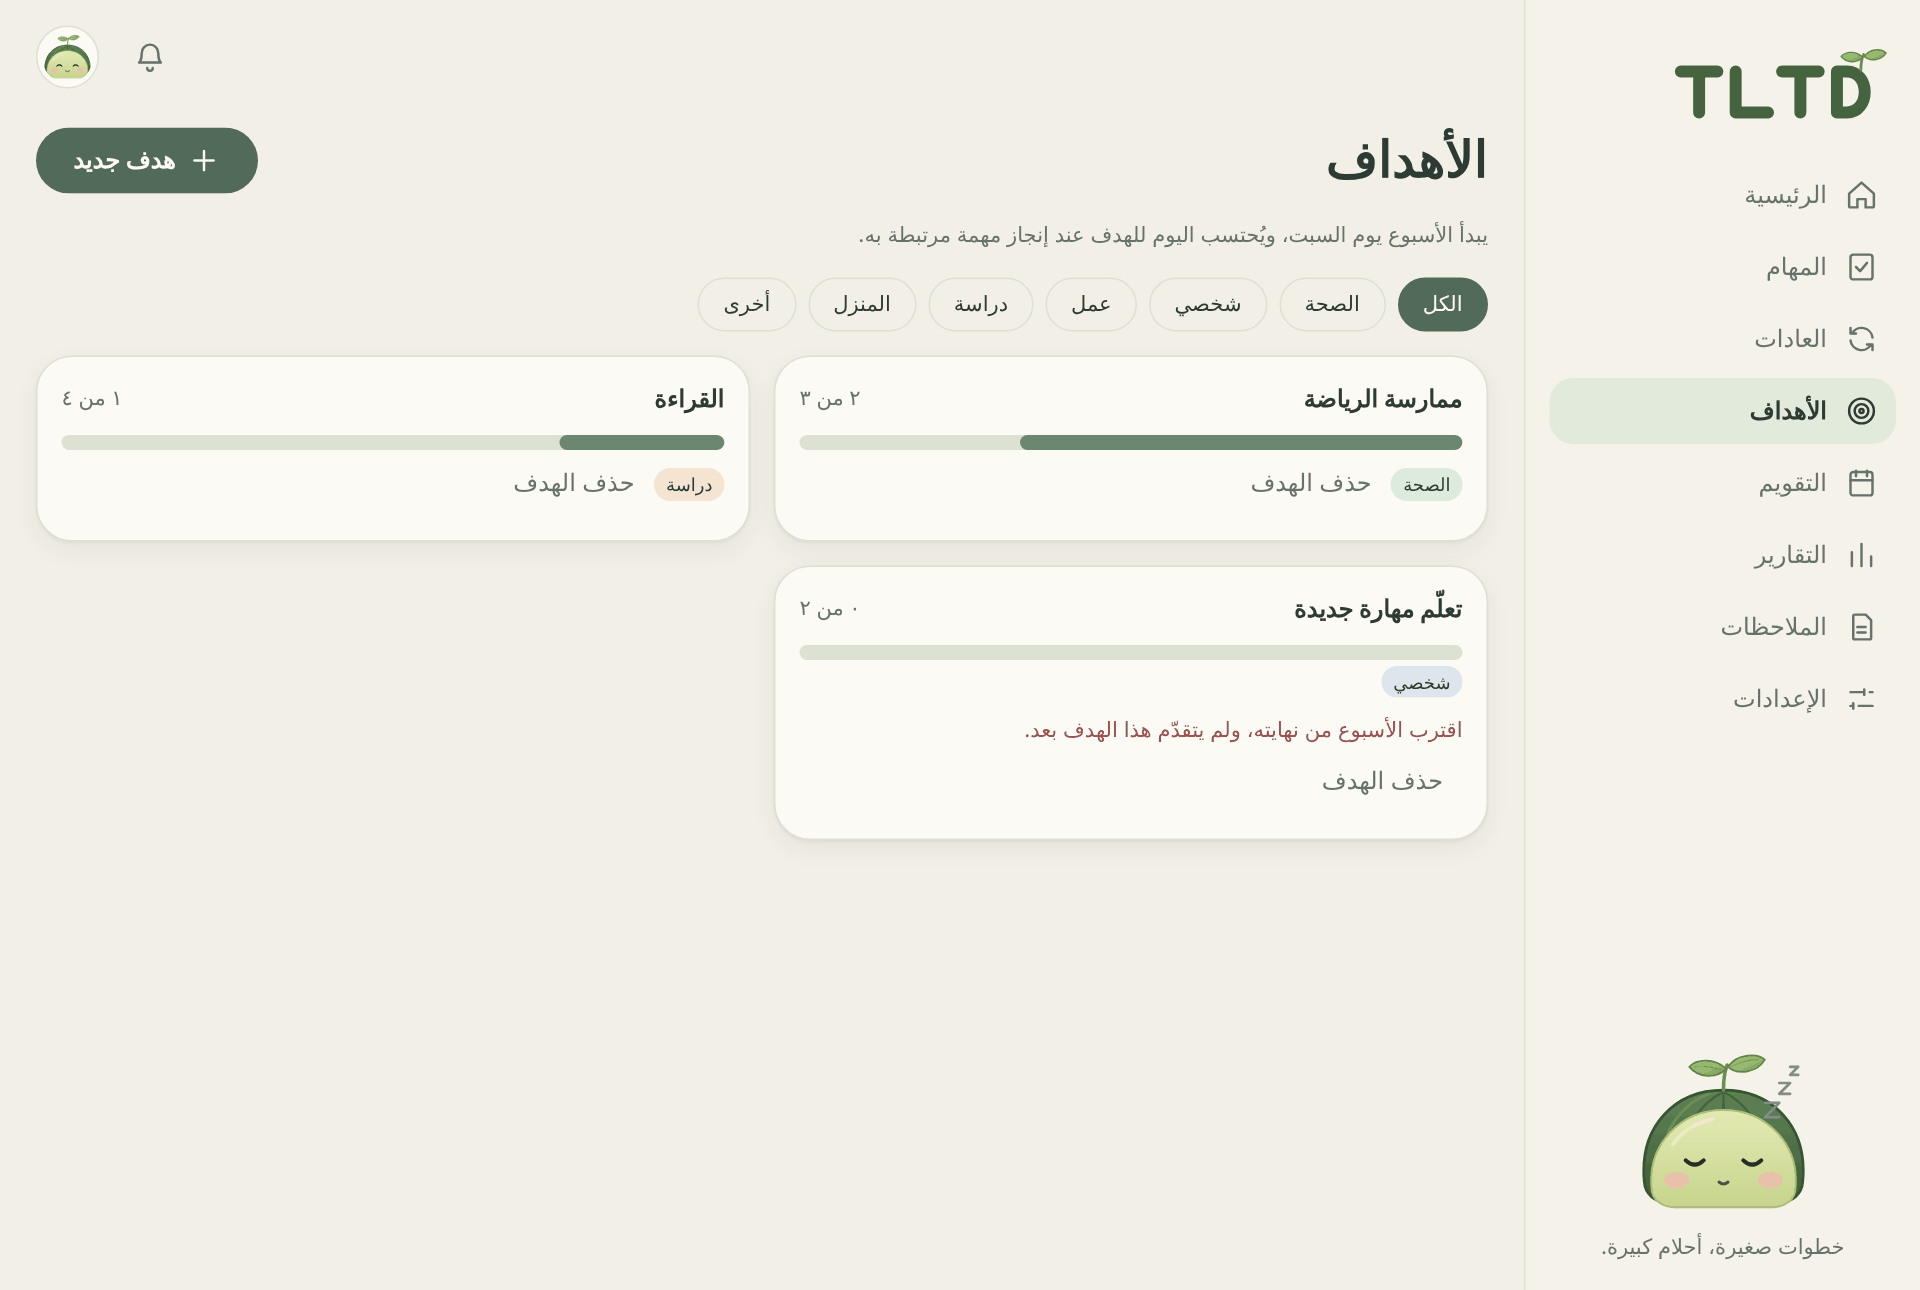 TLTD
الرئيسية
المهام
العادات
الأهداف
التقويم
التقارير
الملاحظات
الإعدادات
z
z
z
خطوات صغيرة، أحلام كبيرة.
الأهداف
هدف جديد
يبدأ الأسبوع يوم السبت، ويُحتسب اليوم للهدف عند إنجاز مهمة مرتبطة به.
الكل الصحة شخصي عمل دراسة المنزل أخرى
ممارسة الرياضة ٢ من ٣
الصحة حذف الهدف
القراءة ١ من ٤
دراسة حذف الهدف
تعلّم مهارة جديدة ٠ من ٢
شخصي
اقترب الأسبوع من نهايته، ولم يتقدّم هذا الهدف بعد.
حذف الهدف